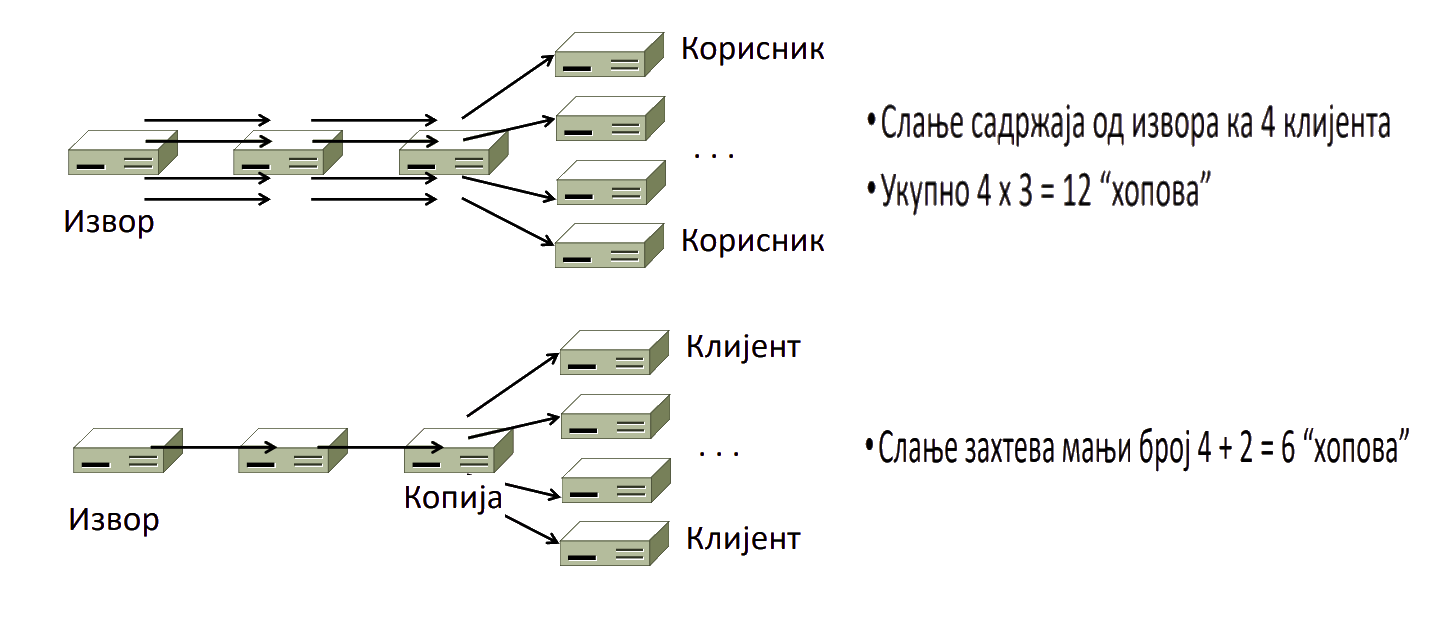 Корисник
• Слање садржаја од извора ка 4 клијента
. . .
• Укупно 4 x 3 = 12 “хопова”
Извор
Корисник
Клијент
. . .
• Слање захтева мањи број 4 + 2 = 6 “хопова”
Копија
Извор
Клијент